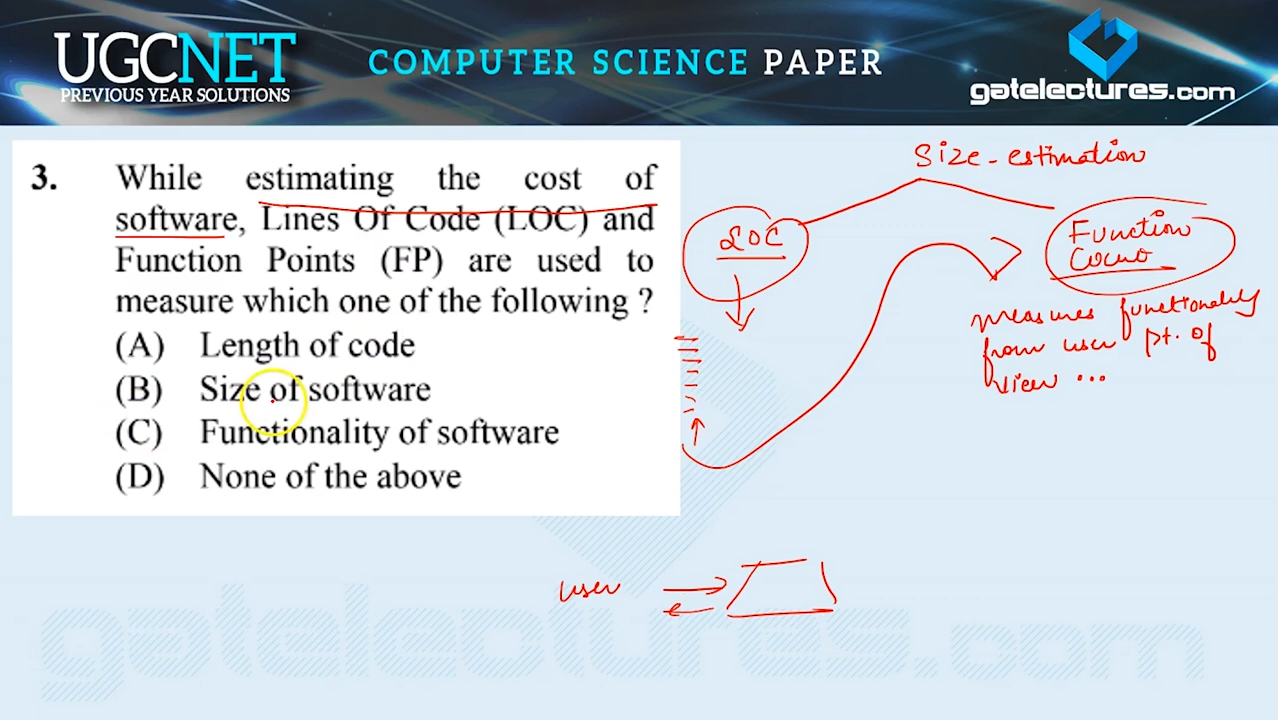 UGCNET
PREVIOUS YEAR SOLUTIONS
COMPUTER SCIENCE PAPER
gatelectures.com
3. While estimating the cost of
software, Lines Of Code (LOC) and
Function Points (FP) are used to
measure which one of the following ?
(A) Length of code
(B) Size of software
(C) Functionality of software
(D) None of the above
Size-estimation
LOC
Function
measures functionality
from user pt. of
view ...
user
gatelectures.com